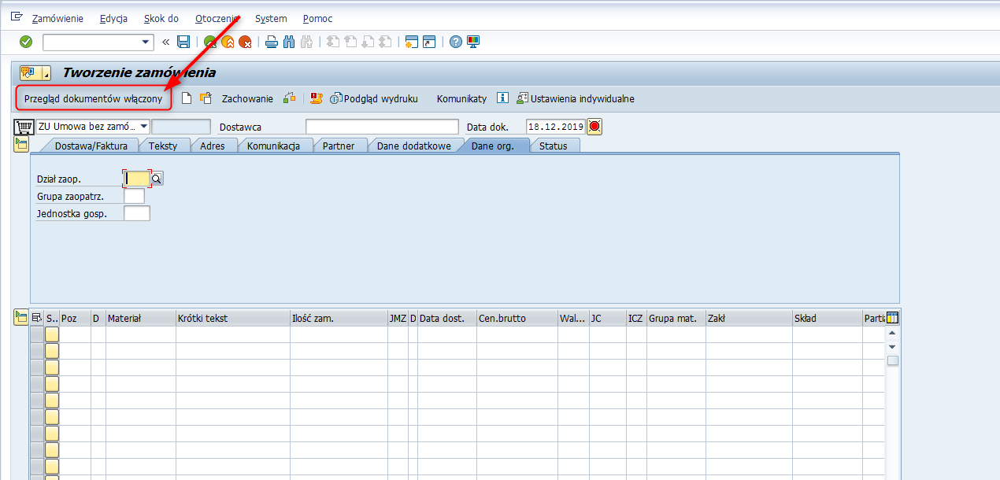 Zamówienie Edycja Skok do Otoczenie System Pomoc
Tworzenie zamówienia
Przegląd dokumentów włączony Zachowanie Podgląd wydruku Komunikaty Ustawienia indywidualne
ZU Umowa bez zamó... Dostawca Data dok. 18.12.2019
Dostawa/Faktura Teksty Adres Komunikacja Partner Dane dodatkowe Dane org. Status
Dział zaop.
Grupa zaopatrz.
Jednostka gosp.
S.. Poz D Materiał Krótki tekst Ilość zam. JMZ D Data dost. Cen.brutto Wal... JC ICZ Grupa mat. Zakł Skład Parti